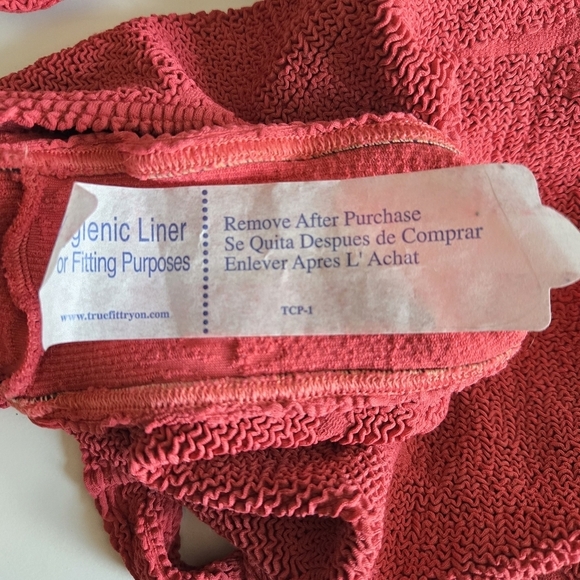 gienic Liner
or Fitting Purposes
www.truefittryon.com
Remove After Purchase
Se Quita Despues de Comprar
Enlever Apres L' Achat
TCP-1